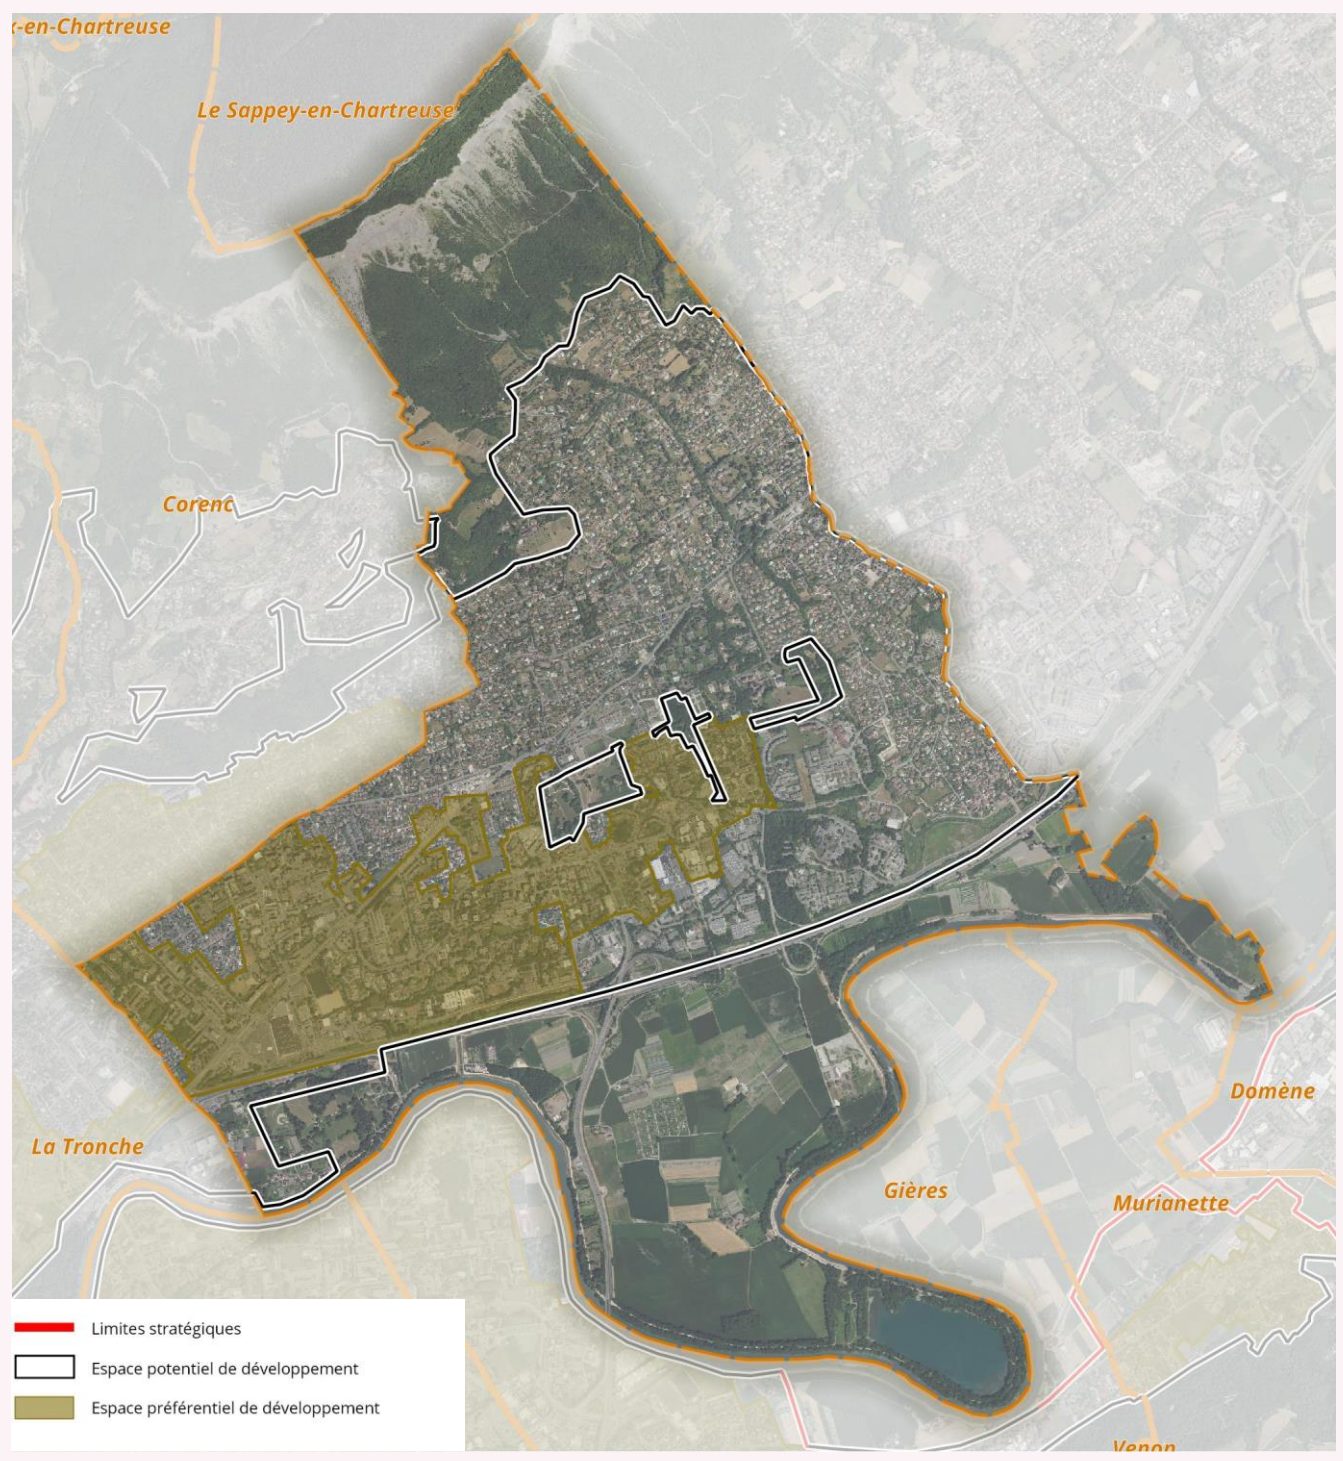 x-en-Chartreuse
Le Sappey-en-Chartreuse
Corenc
Domène
La Tronche
Gières
Murianette
Venon
Limites stratégiques
Espace potentiel de développement
Espace préférentiel de développement